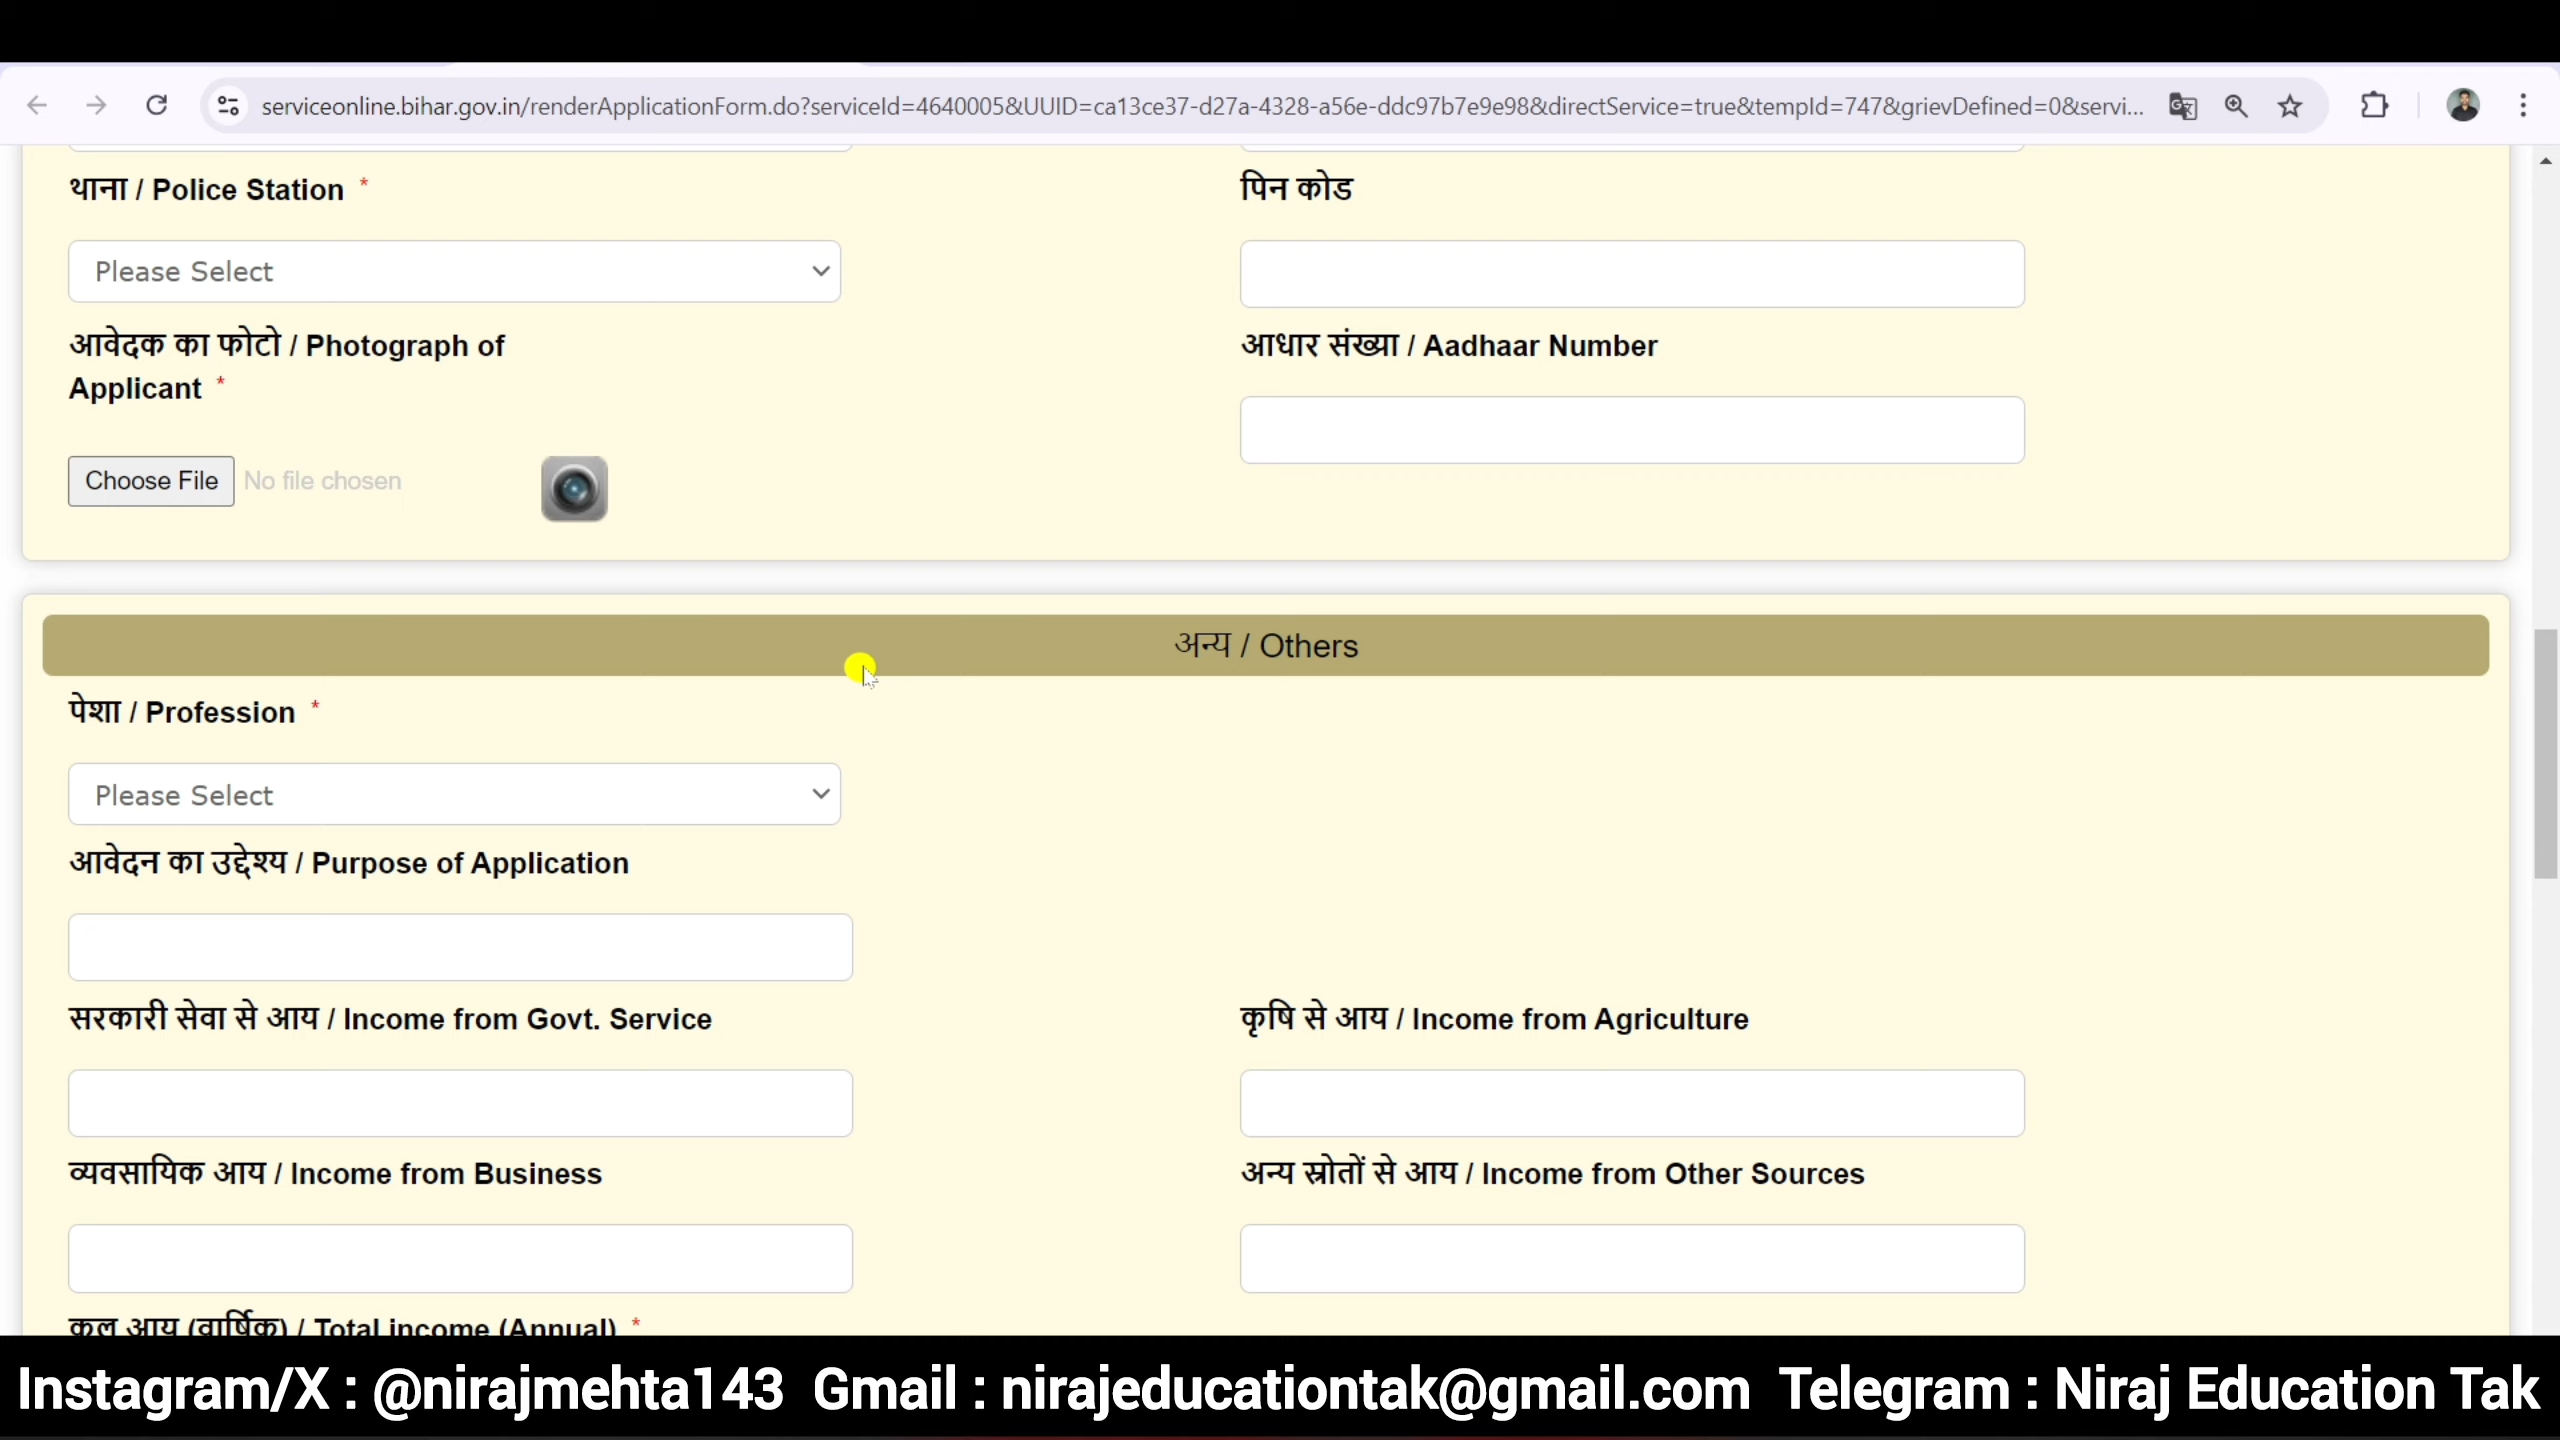 serviceonline.bihar.gov.in/renderApplicationForm.do?serviceId=4640005&UUID=ca13ce37-d27a-4328-a56e-ddc97b7e9e98&directService=true&tempId=747&grievDefined=0&servi...
थाना / Police Station *
पिन कोड
Please Select
आवेदक का फोटो / Photograph of
Applicant *
आधार संख्या / Aadhaar Number
Choose File No file chosen
अन्य / Others
पेशा / Profession *
Please Select
आवेदन का उद्देश्य / Purpose of Application
सरकारी सेवा से आय / Income from Govt. Service
कृषि से आय / Income from Agriculture
व्यवसायिक आय / Income from Business
अन्य स्रोतों से आय / Income from Other Sources
कुल आय (वार्षिक) / Total income (Annual) *
Instagram/X : @nirajmehta143 Gmail : nirajeducationtak@gmail.com Telegram : Niraj Education Tak